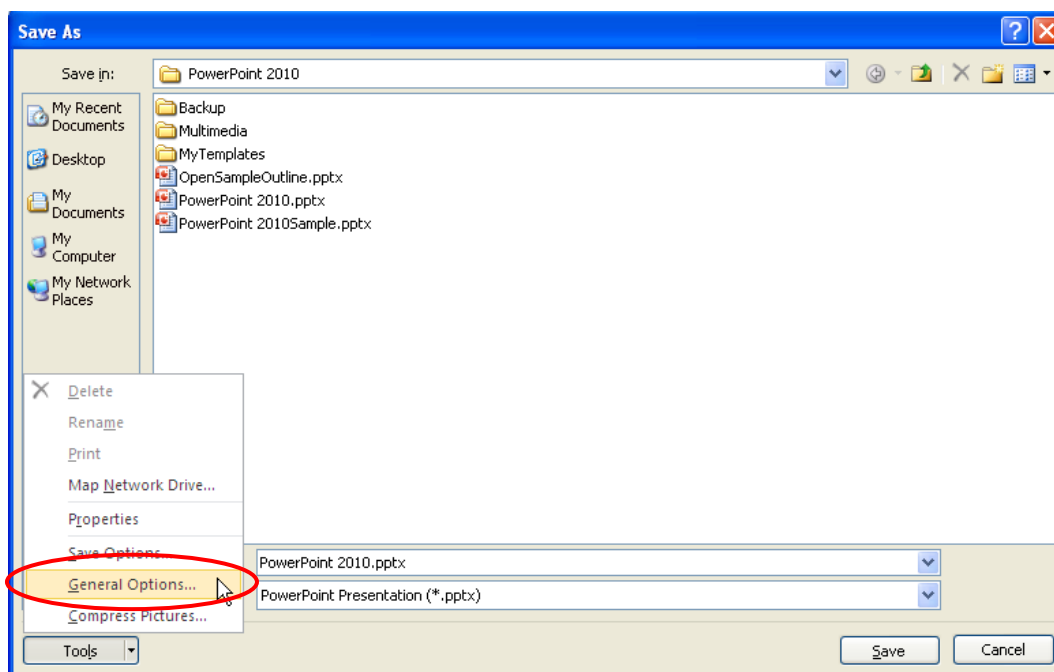 Save As
Save in:
PowerPoint 2010
My Recent
Documents
Desktop
My
Documents
My
Computer
My Network
Places
Backup
Multimedia
MyTemplates
OpenSampleOutline.pptx
PowerPoint 2010.pptx
PowerPoint 2010Sample.pptx
Delete
Rename
Print
Map Network Drive...
Properties
Save Options...
General Options...
Compress Pictures...
PowerPoint 2010.pptx
PowerPoint Presentation (*.pptx)
Tools
Save
Cancel